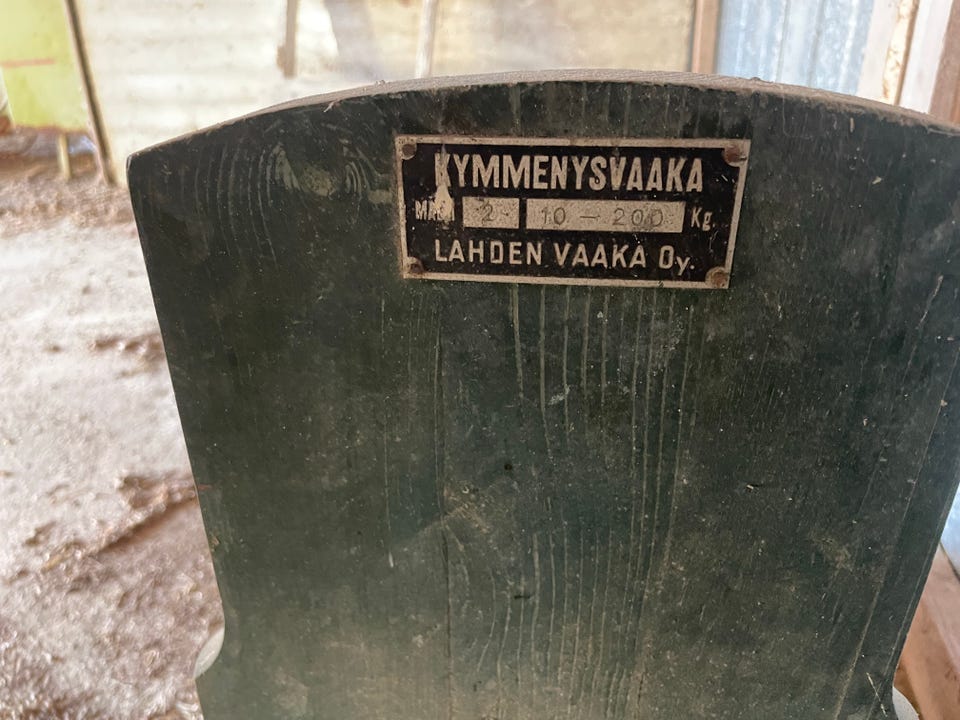 KYMMENYSVAAKA
2 10 — 200 Kg.
LAHDEN VAAKA Oy.